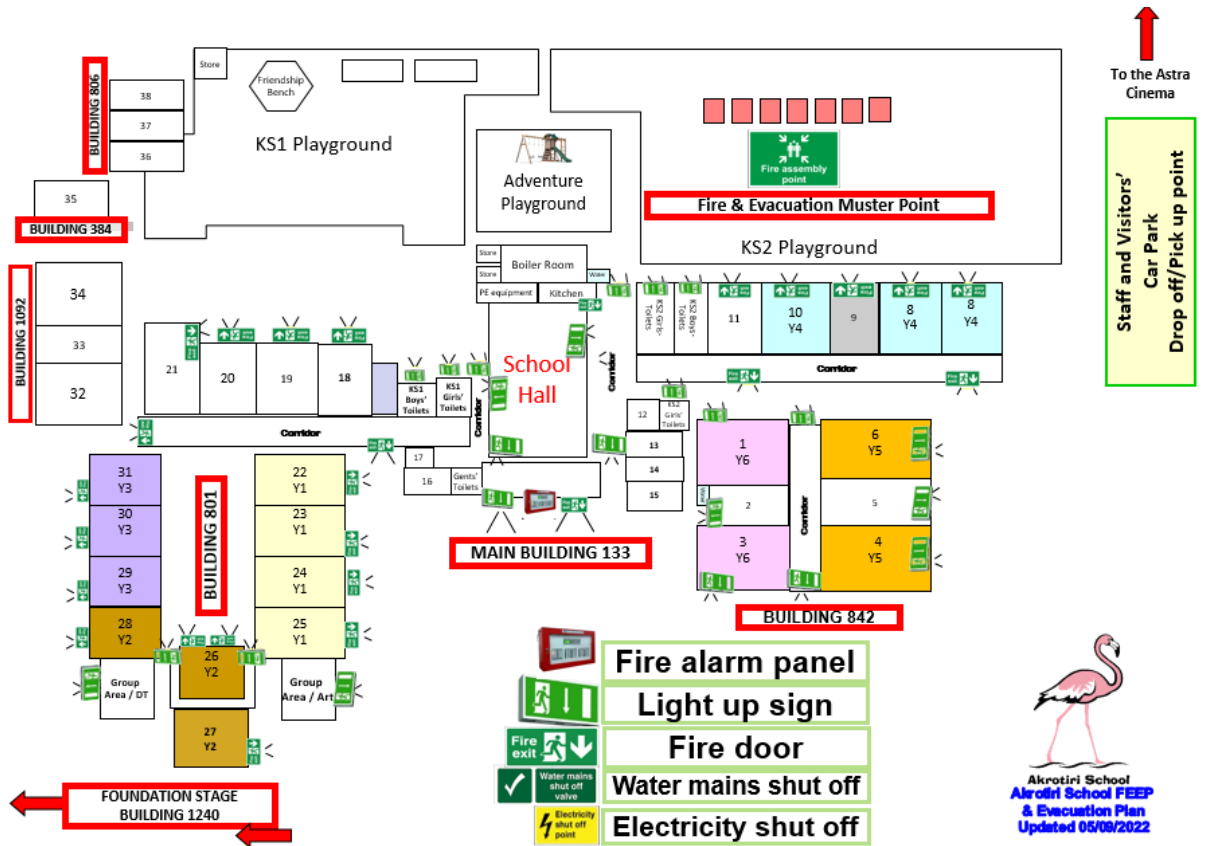 To the Astra
Cinema
Staff and Visitors'
Car Park
Drop off/Pick up point
Store
Friendship
Bench
KS1 Playground
BUILDING 806
38
37
36
35
BUILDING 384
Adventure
Playground
Fire assembly
point
Fire & Evacuation Muster Point
KS2 Playground
BUILDING 1092
34
33
32
Store
Store
Boiler Room
Water
PE equipment
Kitchen
School
Hall
KS2 Girls'
Toilets
KS2 Boys'
Toilets
11
10
Y4
9
8
Y4
8
Y4
Corridor
Corridor
21
20
19
18
KS1
Boys'
Toilets
KS1
Girls'
Toilets
Corridor
Corridor
17
16
Gents'
Toilets
12
KS2
Girls'
Toilets
13
14
15
1
Y6
2
3
Y6
Corridor
6
Y5
5
4
Y5
MAIN BUILDING 133
BUILDING 842
31
Y3
30
Y3
29
Y3
28
Y2
BUILDING 801
22
Y1
23
Y1
24
Y1
25
Y1
26
Y2
Group
Area / DT
Group
Area / Art
27
Y2
FOUNDATION STAGE
BUILDING 1240
Fire alarm panel
Light up sign
Fire
exit
Fire door
Water mains
shut off
valve
Water mains shut off
Electricity
shut off
point
Electricity shut off
Akrotiri School
Akrotiri School FEEP
& Evacuation Plan
Updated 05/09/2022